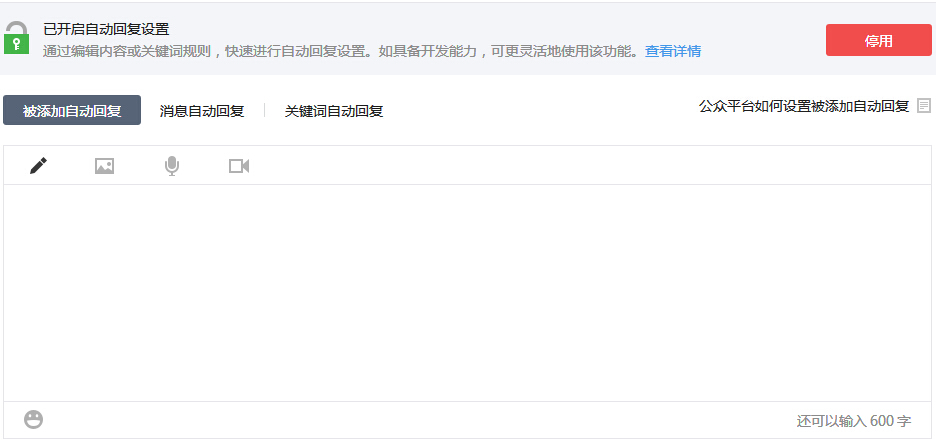 已开启自动回复设置
通过编辑内容或关键词规则，快速进行自动回复设置。如具备开发能力，可更灵活地使用该功能。查看详情
停用
被添加自动回复 消息自动回复 关键词自动回复 公众平台如何设置被添加自动回复
还可以输入 600 字